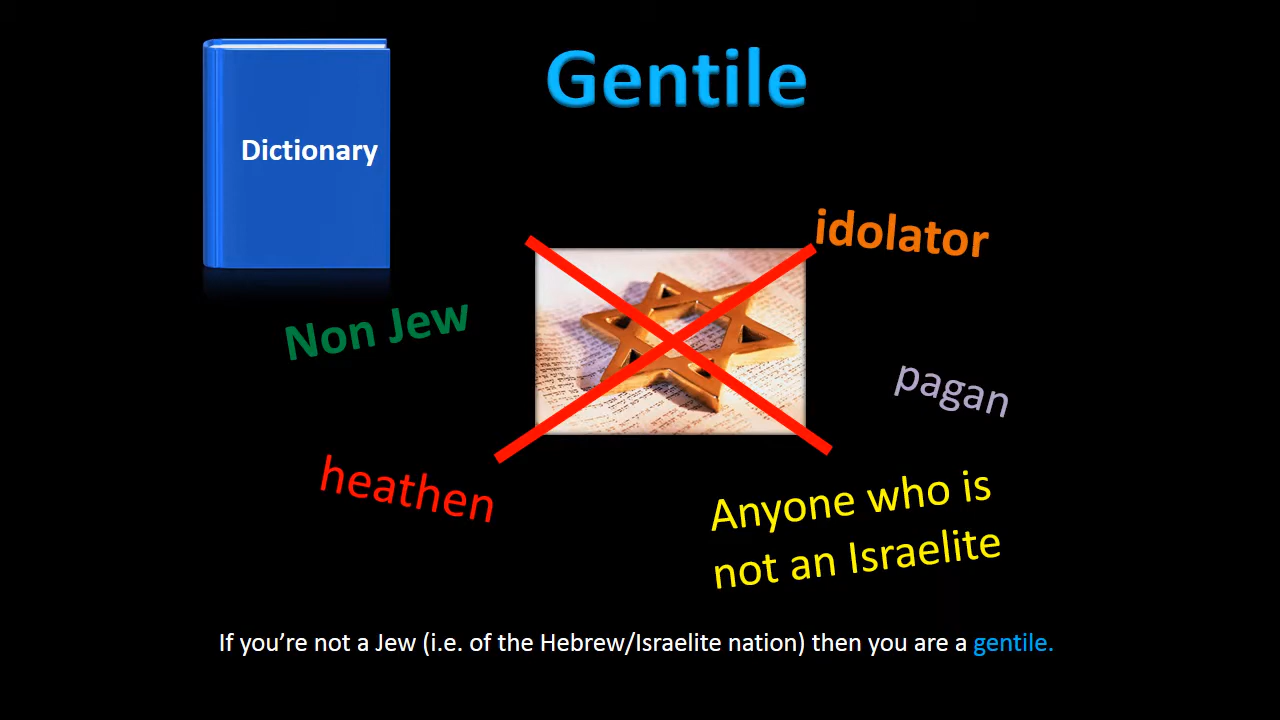 Gentile
Dictionary
idolator
Non Jew
pagan
heathen
Anyone who is
not an Israelite
If you’re not a Jew (i.e. of the Hebrew/Israelite nation) then you are a gentile.